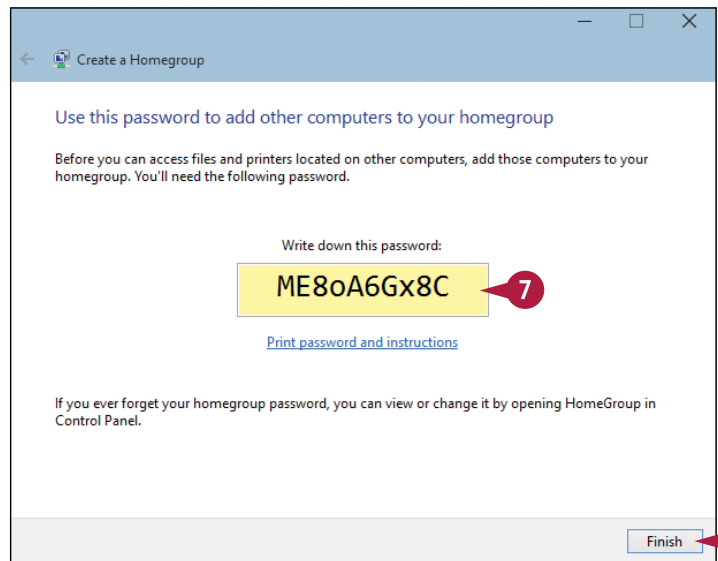 Create a Homegroup
Use this password to add other computers to your homegroup
Before you can access files and printers located on other computers, add those computers to your
homegroup. You'll need the following password.
Write down this password:
ME8oA6Gx8C
7
Print password and instructions
If you ever forget your homegroup password, you can view or change it by opening HomeGroup in
Control Panel.
Finish